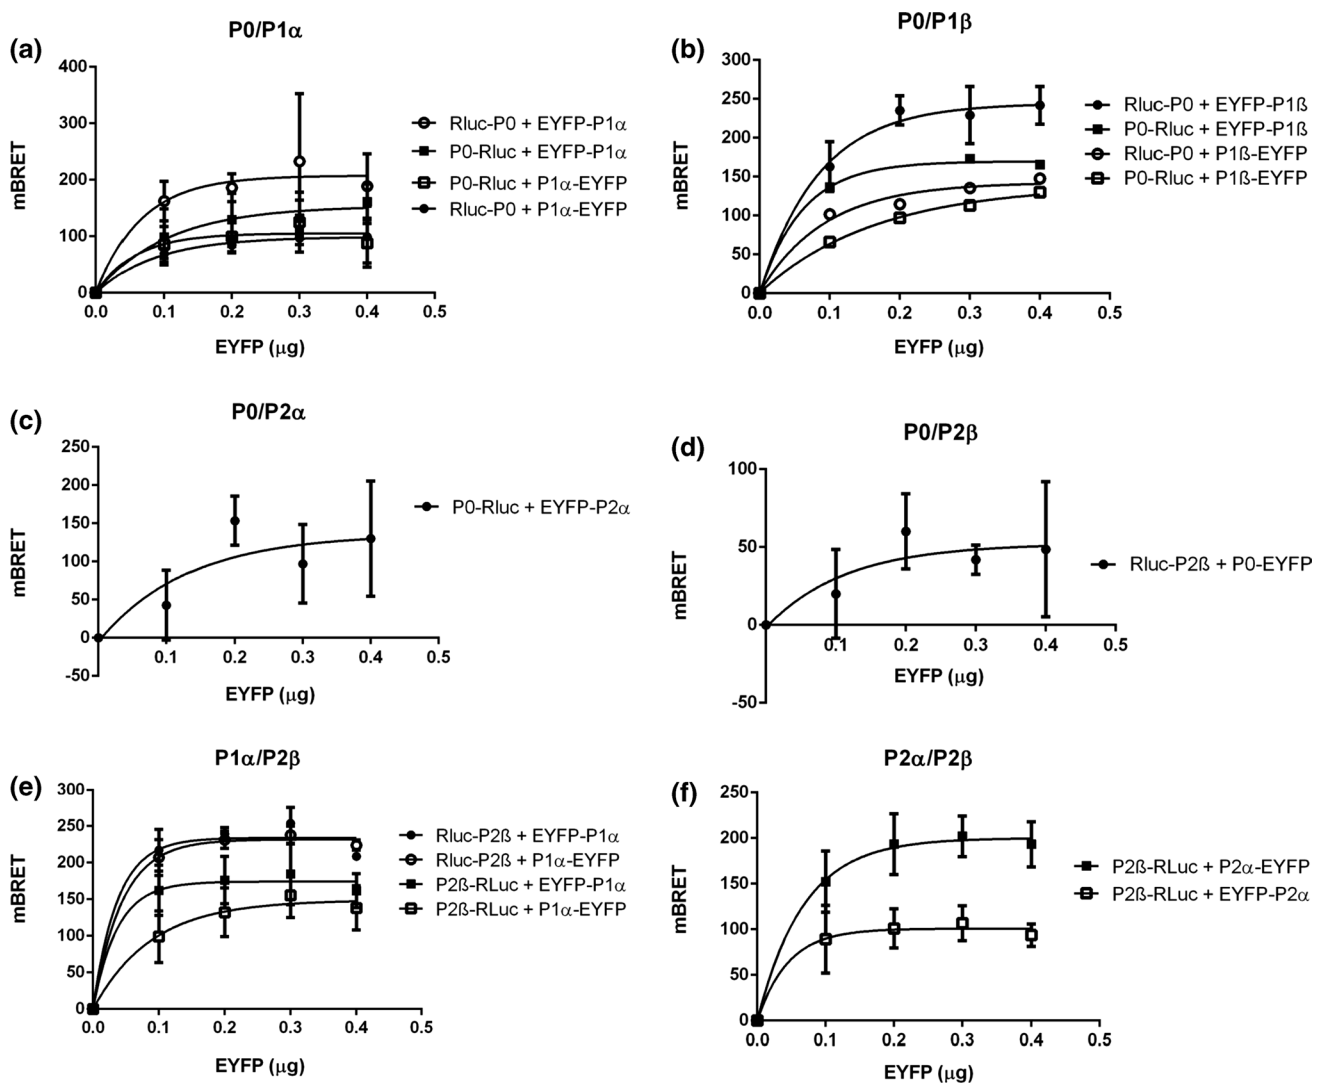 (a)
P0/P1α
400
300
200
100
0
mBRET
0.0 0.1 0.2 0.3 0.4 0.5
EYFP (µg)
Rluc-P0 + EYFP-P1α
P0-Rluc + EYFP-P1α
P0-Rluc + P1α-EYFP
Rluc-P0 + P1α-EYFP
(b)
P0/P1β
300
250
200
150
100
50
0
mBRET
0.0 0.1 0.2 0.3 0.4 0.5
EYFP (µg)
Rluc-P0 + EYFP-P1ß
P0-Rluc + EYFP-P1ß
Rluc-P0 + P1ß-EYFP
P0-Rluc + P1ß-EYFP
(c)
P0/P2α
250
200
150
100
50
0
-50
mBRET
0.1 0.2 0.3 0.4 0.5
EYFP (µg)
P0-Rluc + EYFP-P2α
(d)
P0/P2β
100
50
0
-50
mBRET
0.1 0.2 0.3 0.4 0.5
EYFP (µg)
Rluc-P2ß + P0-EYFP
(e)
P1α/P2β
300
250
200
150
100
50
0
mBRET
0.0 0.1 0.2 0.3 0.4 0.5
EYFP (µg)
Rluc-P2ß + EYFP-P1α
Rluc-P2ß + P1α-EYFP
P2ß-RLuc + EYFP-P1α
P2ß-RLuc + P1α-EYFP
(f)
P2α/P2β
250
200
150
100
50
0
mBRET
0.0 0.1 0.2 0.3 0.4 0.5
EYFP (µg)
P2ß-RLuc + P2α-EYFP
P2ß-RLuc + EYFP-P2α